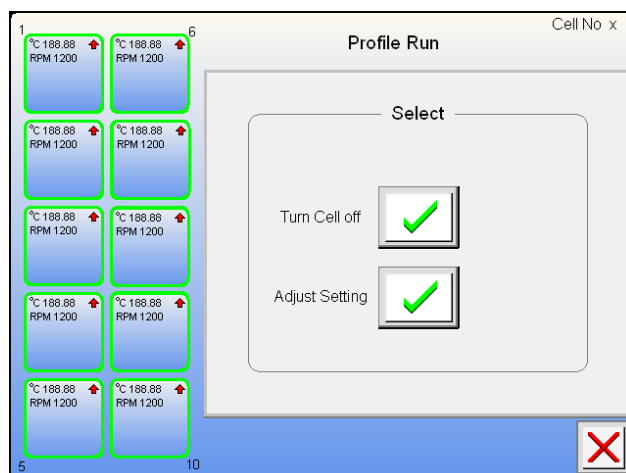 Cell No x
Profile Run
1
6
°C 188.88
RPM 1200
°C 188.88
RPM 1200
°C 188.88
RPM 1200
°C 188.88
RPM 1200
°C 188.88
RPM 1200
°C 188.88
RPM 1200
°C 188.88
RPM 1200
°C 188.88
RPM 1200
°C 188.88
RPM 1200
°C 188.88
RPM 1200
5
10
Select
Turn Cell off
Adjust Setting